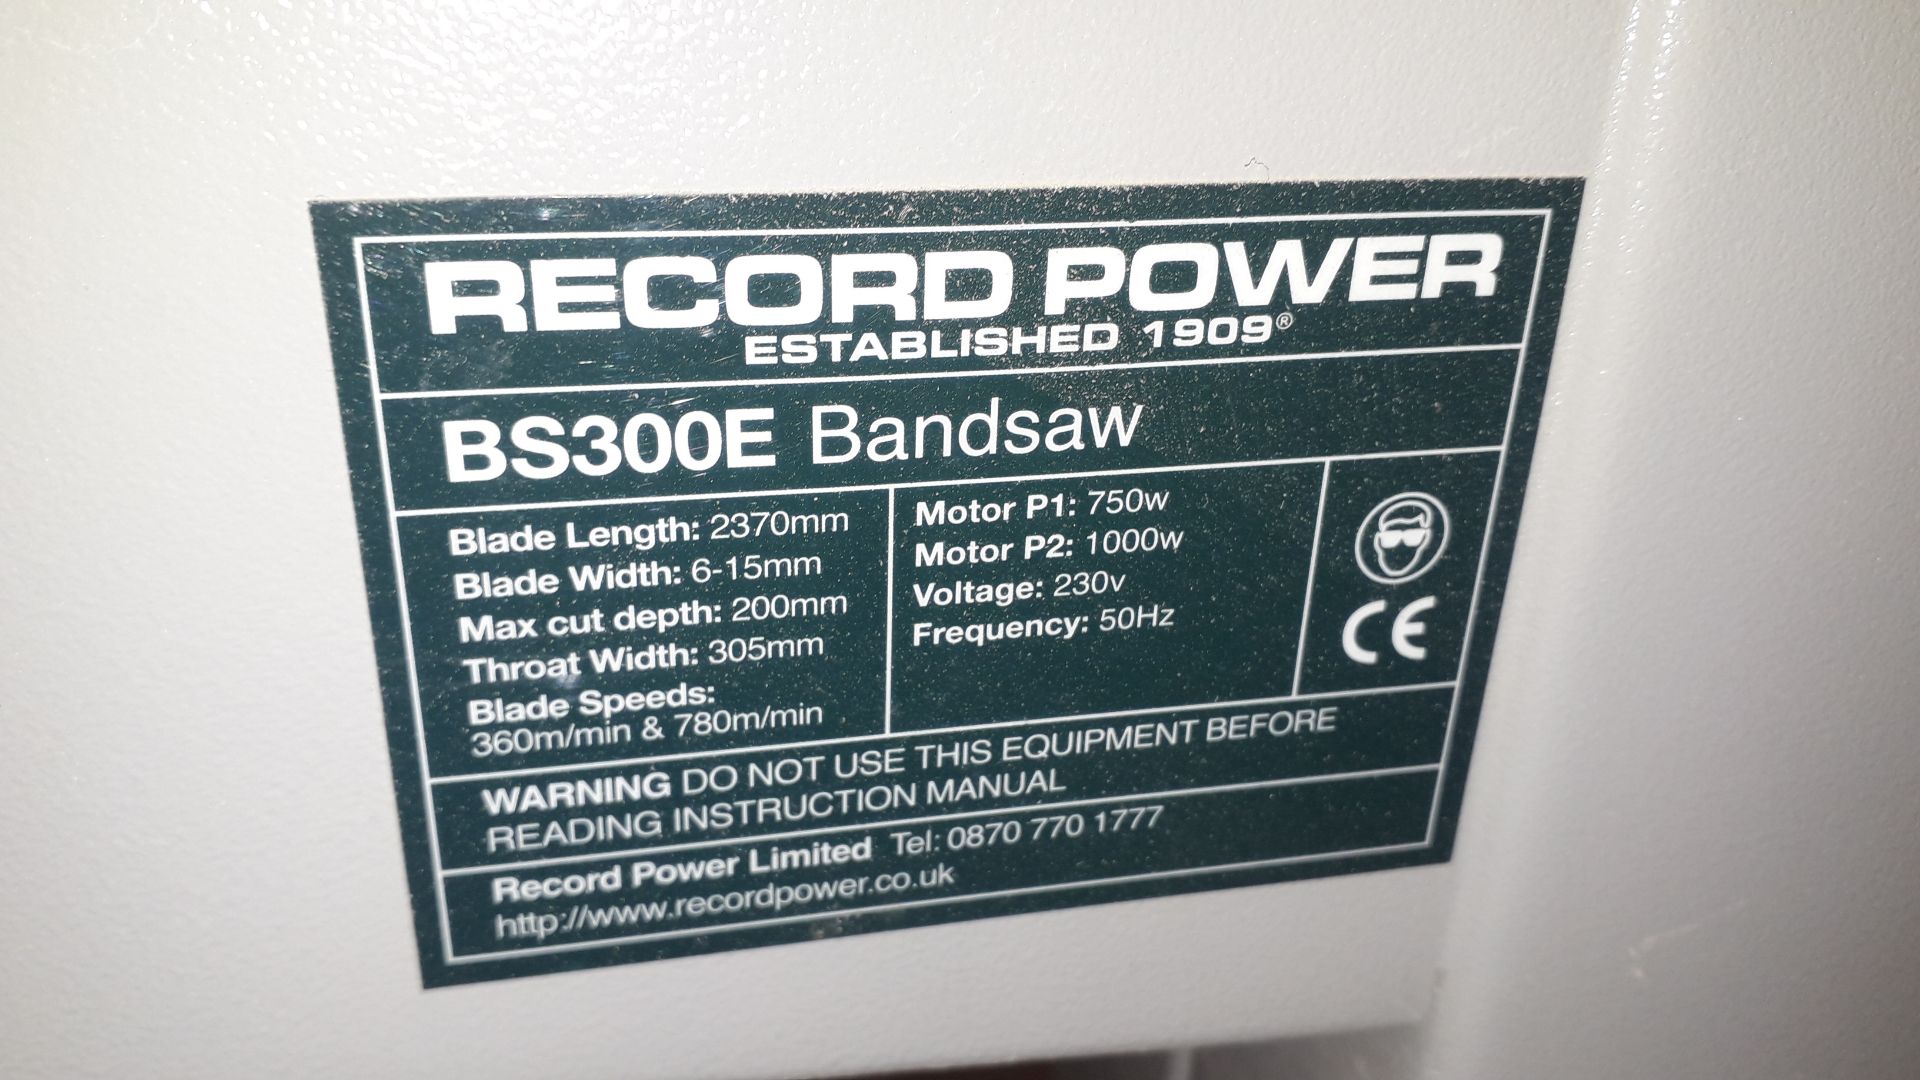 RECORD POWER
ESTABLISHED 1909®
BS300E Bandsaw
Blade Length: 2370mm
Blade Width: 6-15mm
Max cut depth: 200mm
Throat Width: 305mm
Blade Speeds:
360m/min & 780m/min
Motor P1: 750w
Motor P2: 1000w
Voltage: 230v
Frequency: 50Hz
CE
WARNING DO NOT USE THIS EQUIPMENT BEFORE
READING INSTRUCTION MANUAL
Record Power Limited Tel: 0870 770 1777
http://www.recordpower.co.uk